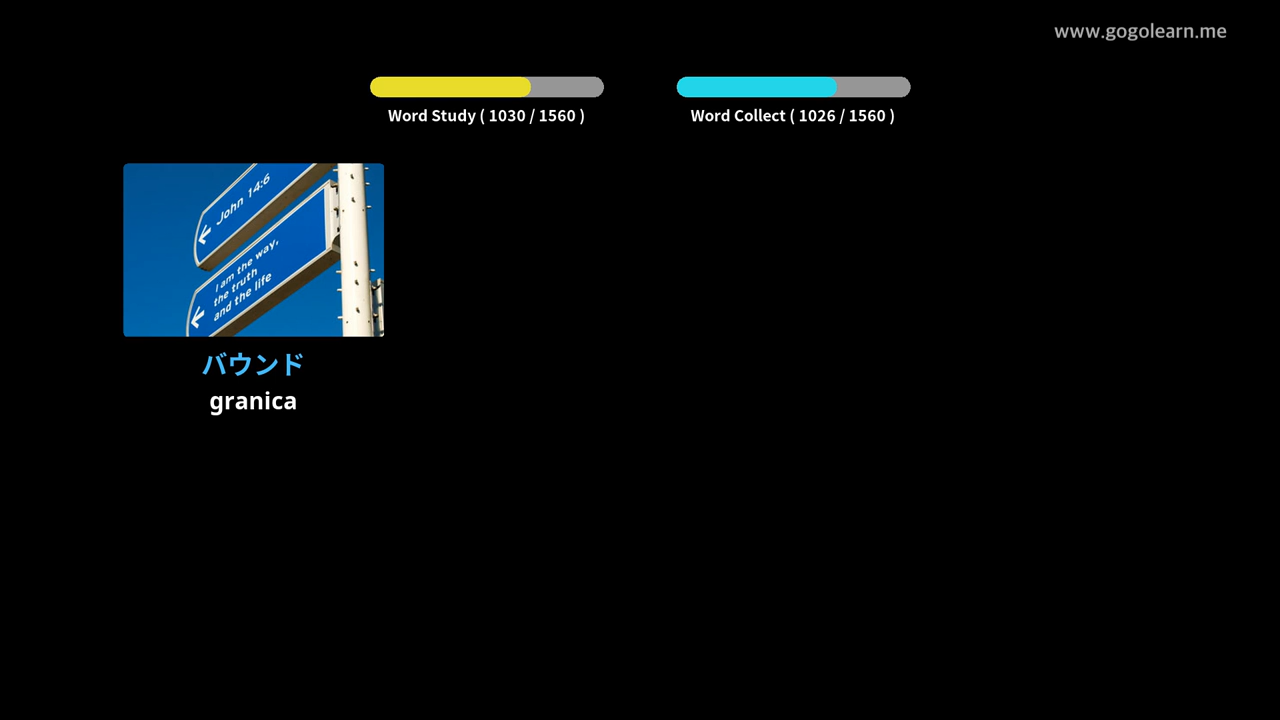 www.gogolearn.me
Word Study ( 1030 / 1560 )
Word Collect ( 1026 / 1560 )
John 14:6
I am the way,
the truth
and the life
バウンド
granica